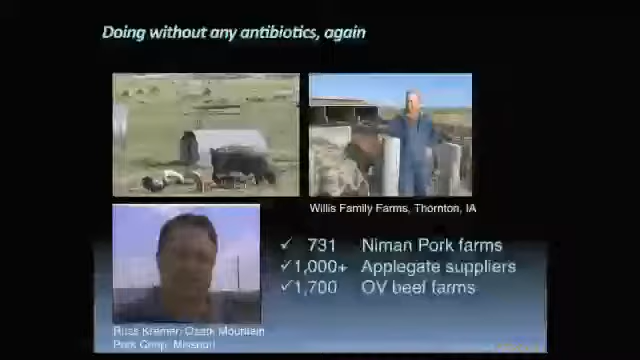 Doing without any antibiotics, again
Willis Family Farms, Thornton, IA
✓ 731 Niman Pork farms
✓ 1,000+ Applegate suppliers
✓ 1,700 OV beef farms
Russ Kremer, Ozark Mountain
Pork Coop, Missouri